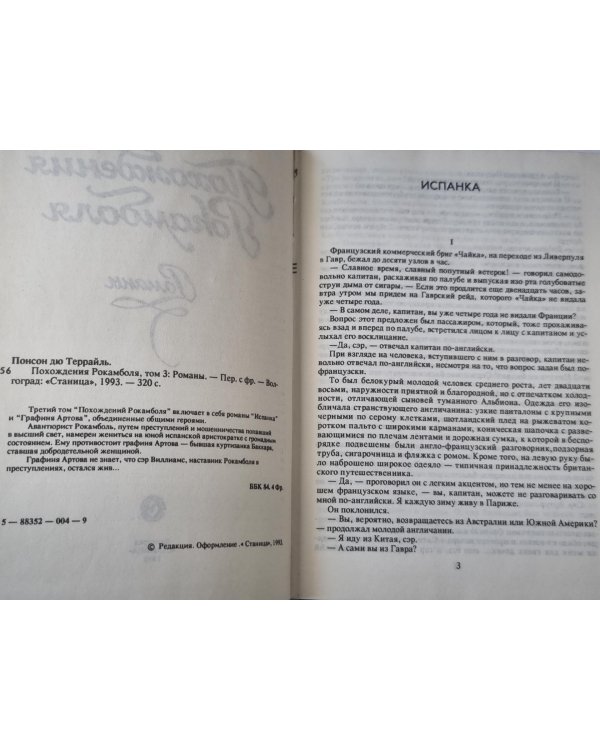 Похождения
Рокамболя
Романы
Понсон дю Террайль.
56 Похождения Рокамболя, том 3: Романы. — Пер. с фр. — Вол-
гоград: «Станица», 1993. — 320 с.
Третий том "Похождений Рокамболя" включает в себя романы "Испанка"
и "Графиня Артова", объединенные общими героями.
Авантюрист Рокамболь, путем преступлений и мошенничества попавший
в высший свет, намерен жениться на юной испанской аристократке с громадным
состоянием. Ему противостоит графиня Артова — бывшая куртизанка Баккара,
ставшая добродетельной женщиной.
Графиня Артова не знает, что сэр Виллиамс, наставник Рокамболя в
преступлениях, остался жив...
ББК 84. 4 Фр.
5 — 88352 — 004 — 9
© Редакция. Оформление .« Станица", 1993.
ИСПАНКА
1
Французский коммерческий бриг «Чайка», на переходе из Ливерпуля
в Гавр, бежал до десяти узлов в час.
— Славное время, славный попутный ветерок! — говорил самодо-
вольно капитан, расхаживая по палубе и выпуская изо рта голубоватые
струи дыма от сигары. — Если это продлится еще двенадцать часов, зав-
тра утром мы придем на Гаврский рейд, которого «Чайка» не видала
уже четыре года.
— В самом деле, капитан, вы уже четыре года не видали Франции?
Вопрос этот предложен был пассажиром, который, тоже прохаживаясь
взад и вперед по палубе, встретился лицом к лицу с капитаном и услы-
хал его восклицание.
—Да, сэр, — отвечал капитан по-английски.
При взгляде на человека, вступившего с ним в разговор, капитан не-
вольно отвечал по-английски, несмотря на то, что вопрос задан был по-
французски.
То был белокурый молодой человек среднего роста, лет двадцати
восьми, наружности приятной и благородной, но с отпечатком холод-
ности, отличающей сыновей туманного Альбиона. Одежда его изо-
бличала странствующего англичанина: узкие панталоны с крупными
черными по серому клетками, шотландский плед на рыжеватом ко-
ротком пальто с широкими карманами, коническая шапочка с разве-
вающимися по плечам лентами и дорожная сумка, к которой в беспо-
рядке подвешены были англо-французский разговорник,подзорная
труба, сигарочница и фляжка с ромом. Кроме того, на левую руку бы-
ло наброшено широкое одеяло — типичная принадлежность британ-
ского путешественника.
— Да, — проговорил он с легким акцентом, но тем не менее на хоро-
шем французском языке, — вы, капитан, можете не разговаривать со
мной по-английски. Я каждую зиму живу в Париже.
Он поклонился.
— Вы, вероятно, возвращаетесь из Австралии или Южной Америки?
— продолжал молодой англичанин.
— Я иду из Китая, сэр.
— А сами вы из Гавра?
3